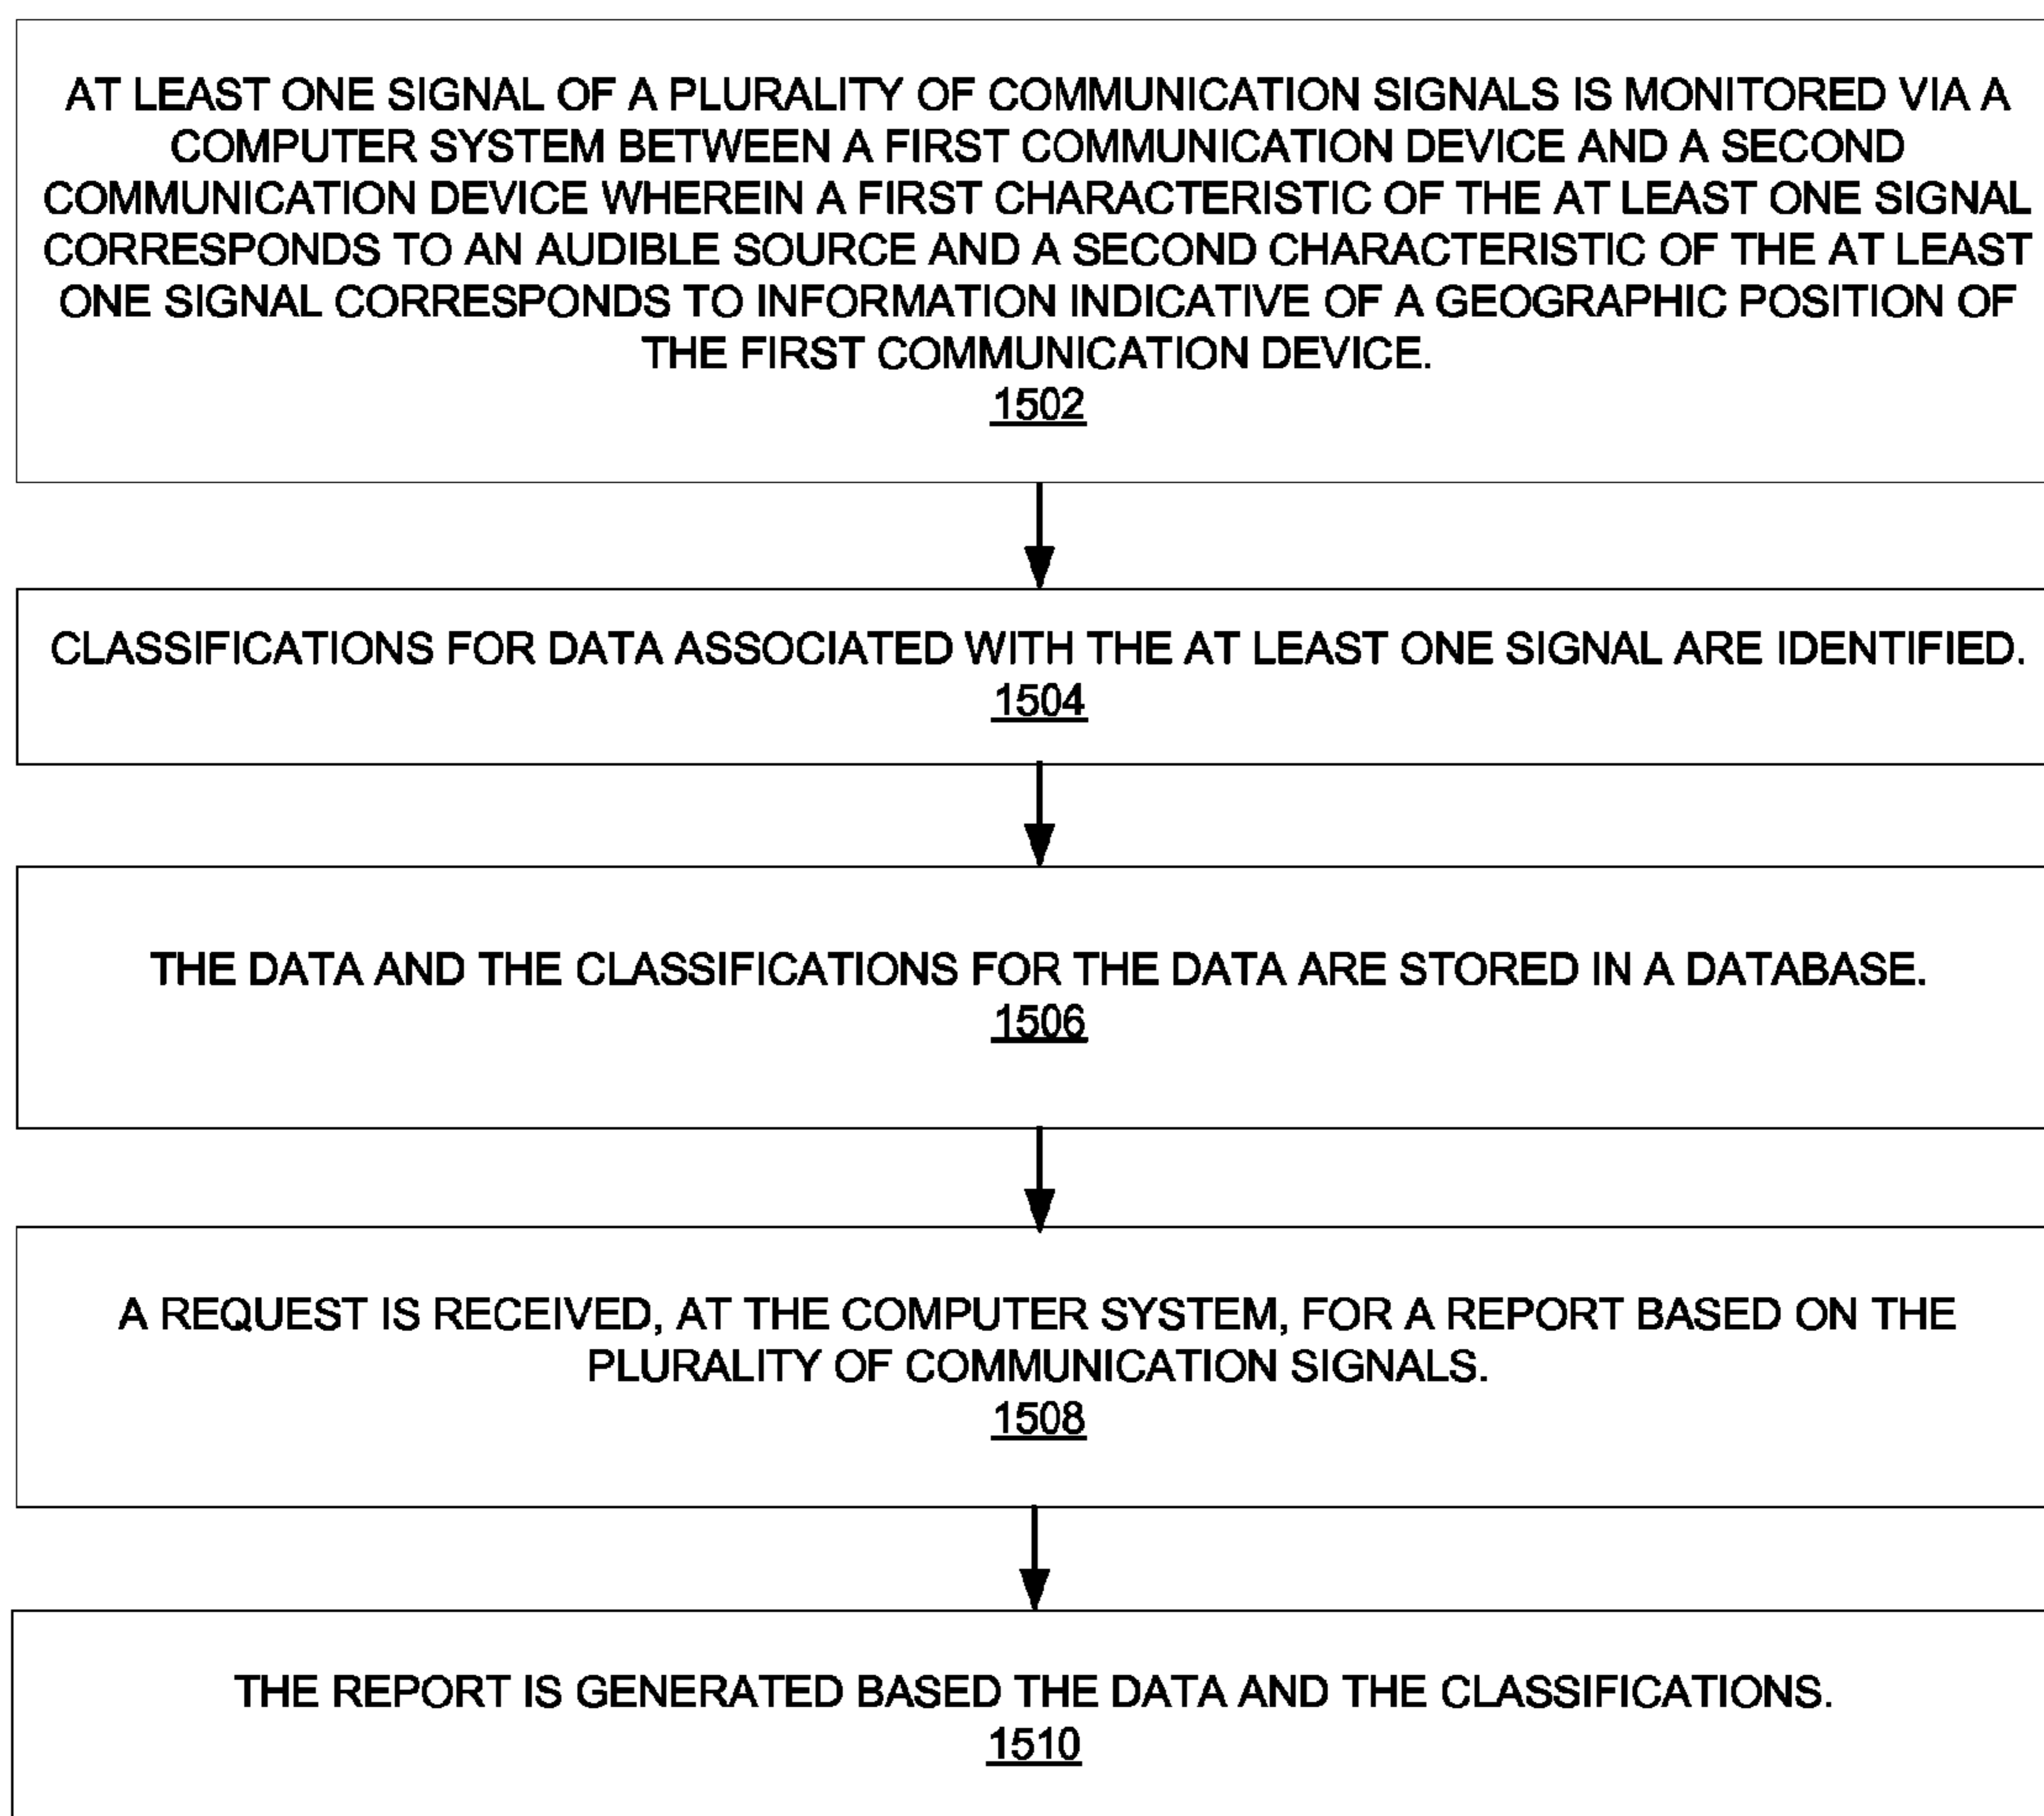 AT LEAST ONE SIGNAL OF A PLURALITY OF COMMUNICATION SIGNALS IS MONITORED VIA A
COMPUTER SYSTEM BETWEEN A FIRST COMMUNICATION DEVICE AND A SECOND
COMMUNICATION DEVICE WHEREIN A FIRST CHARACTERISTIC OF THE AT LEAST ONE SIGNAL
CORRESPONDS TO AN AUDIBLE SOURCE AND A SECOND CHARACTERISTIC OF THE AT LEAST
ONE SIGNAL CORRESPONDS TO INFORMATION INDICATIVE OF A GEOGRAPHIC POSITION OF
THE FIRST COMMUNICATION DEVICE.
1502
CLASSIFICATIONS FOR DATA ASSOCIATED WITH THE AT LEAST ONE SIGNAL ARE IDENTIFIED.
1504
THE DATA AND THE CLASSIFICATIONS FOR THE DATA ARE STORED IN A DATABASE.
1506
A REQUEST IS RECEIVED, AT THE COMPUTER SYSTEM, FOR A REPORT BASED ON THE
PLURALITY OF COMMUNICATION SIGNALS.
1508
THE REPORT IS GENERATED BASED THE DATA AND THE CLASSIFICATIONS.
1510